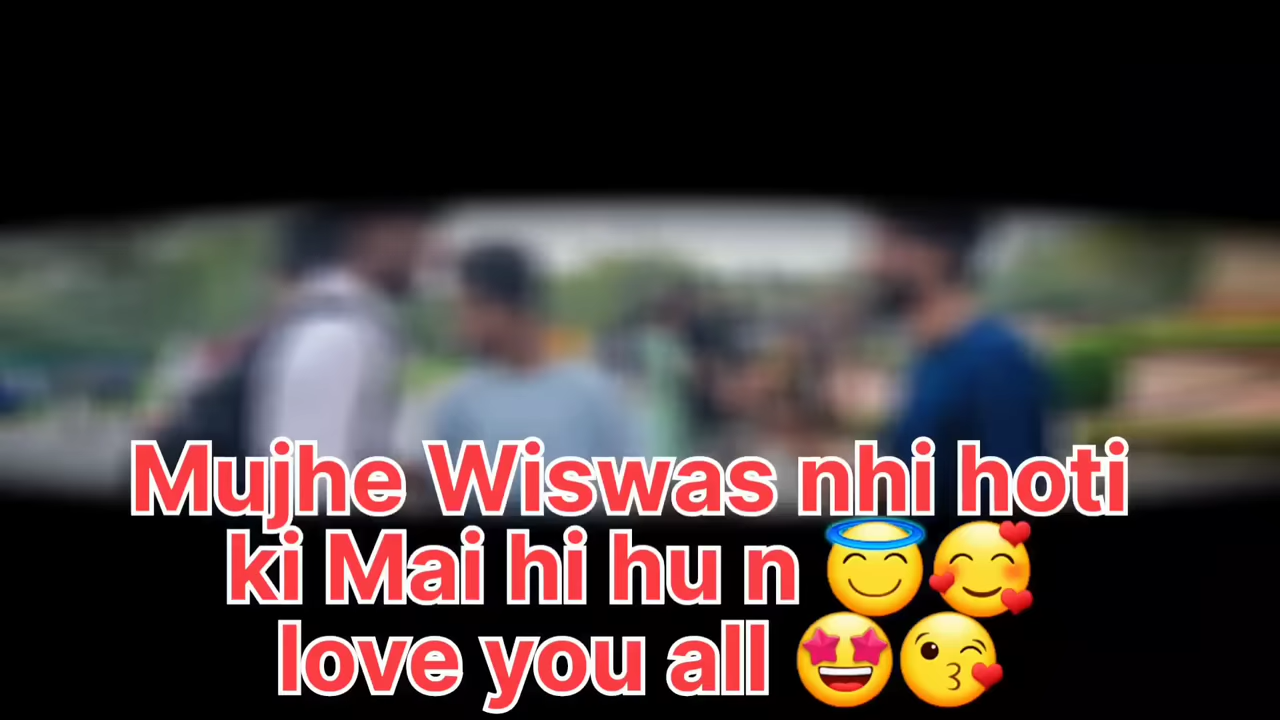 Mujhe Wiswas nhi hoti
ki Mai hi hu n 😇🥰
love you all 🤩😘